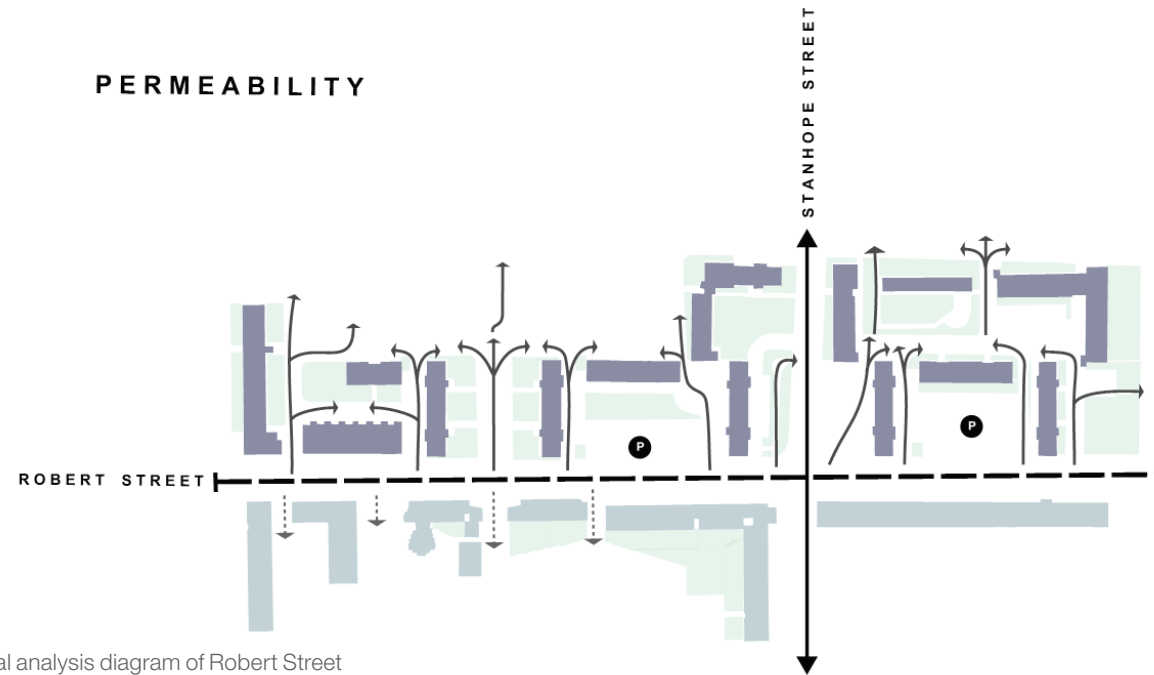 PERMEABILITY
STANHOPE STREET
P
P
ROBERT STREET
al analysis diagram of Robert Street